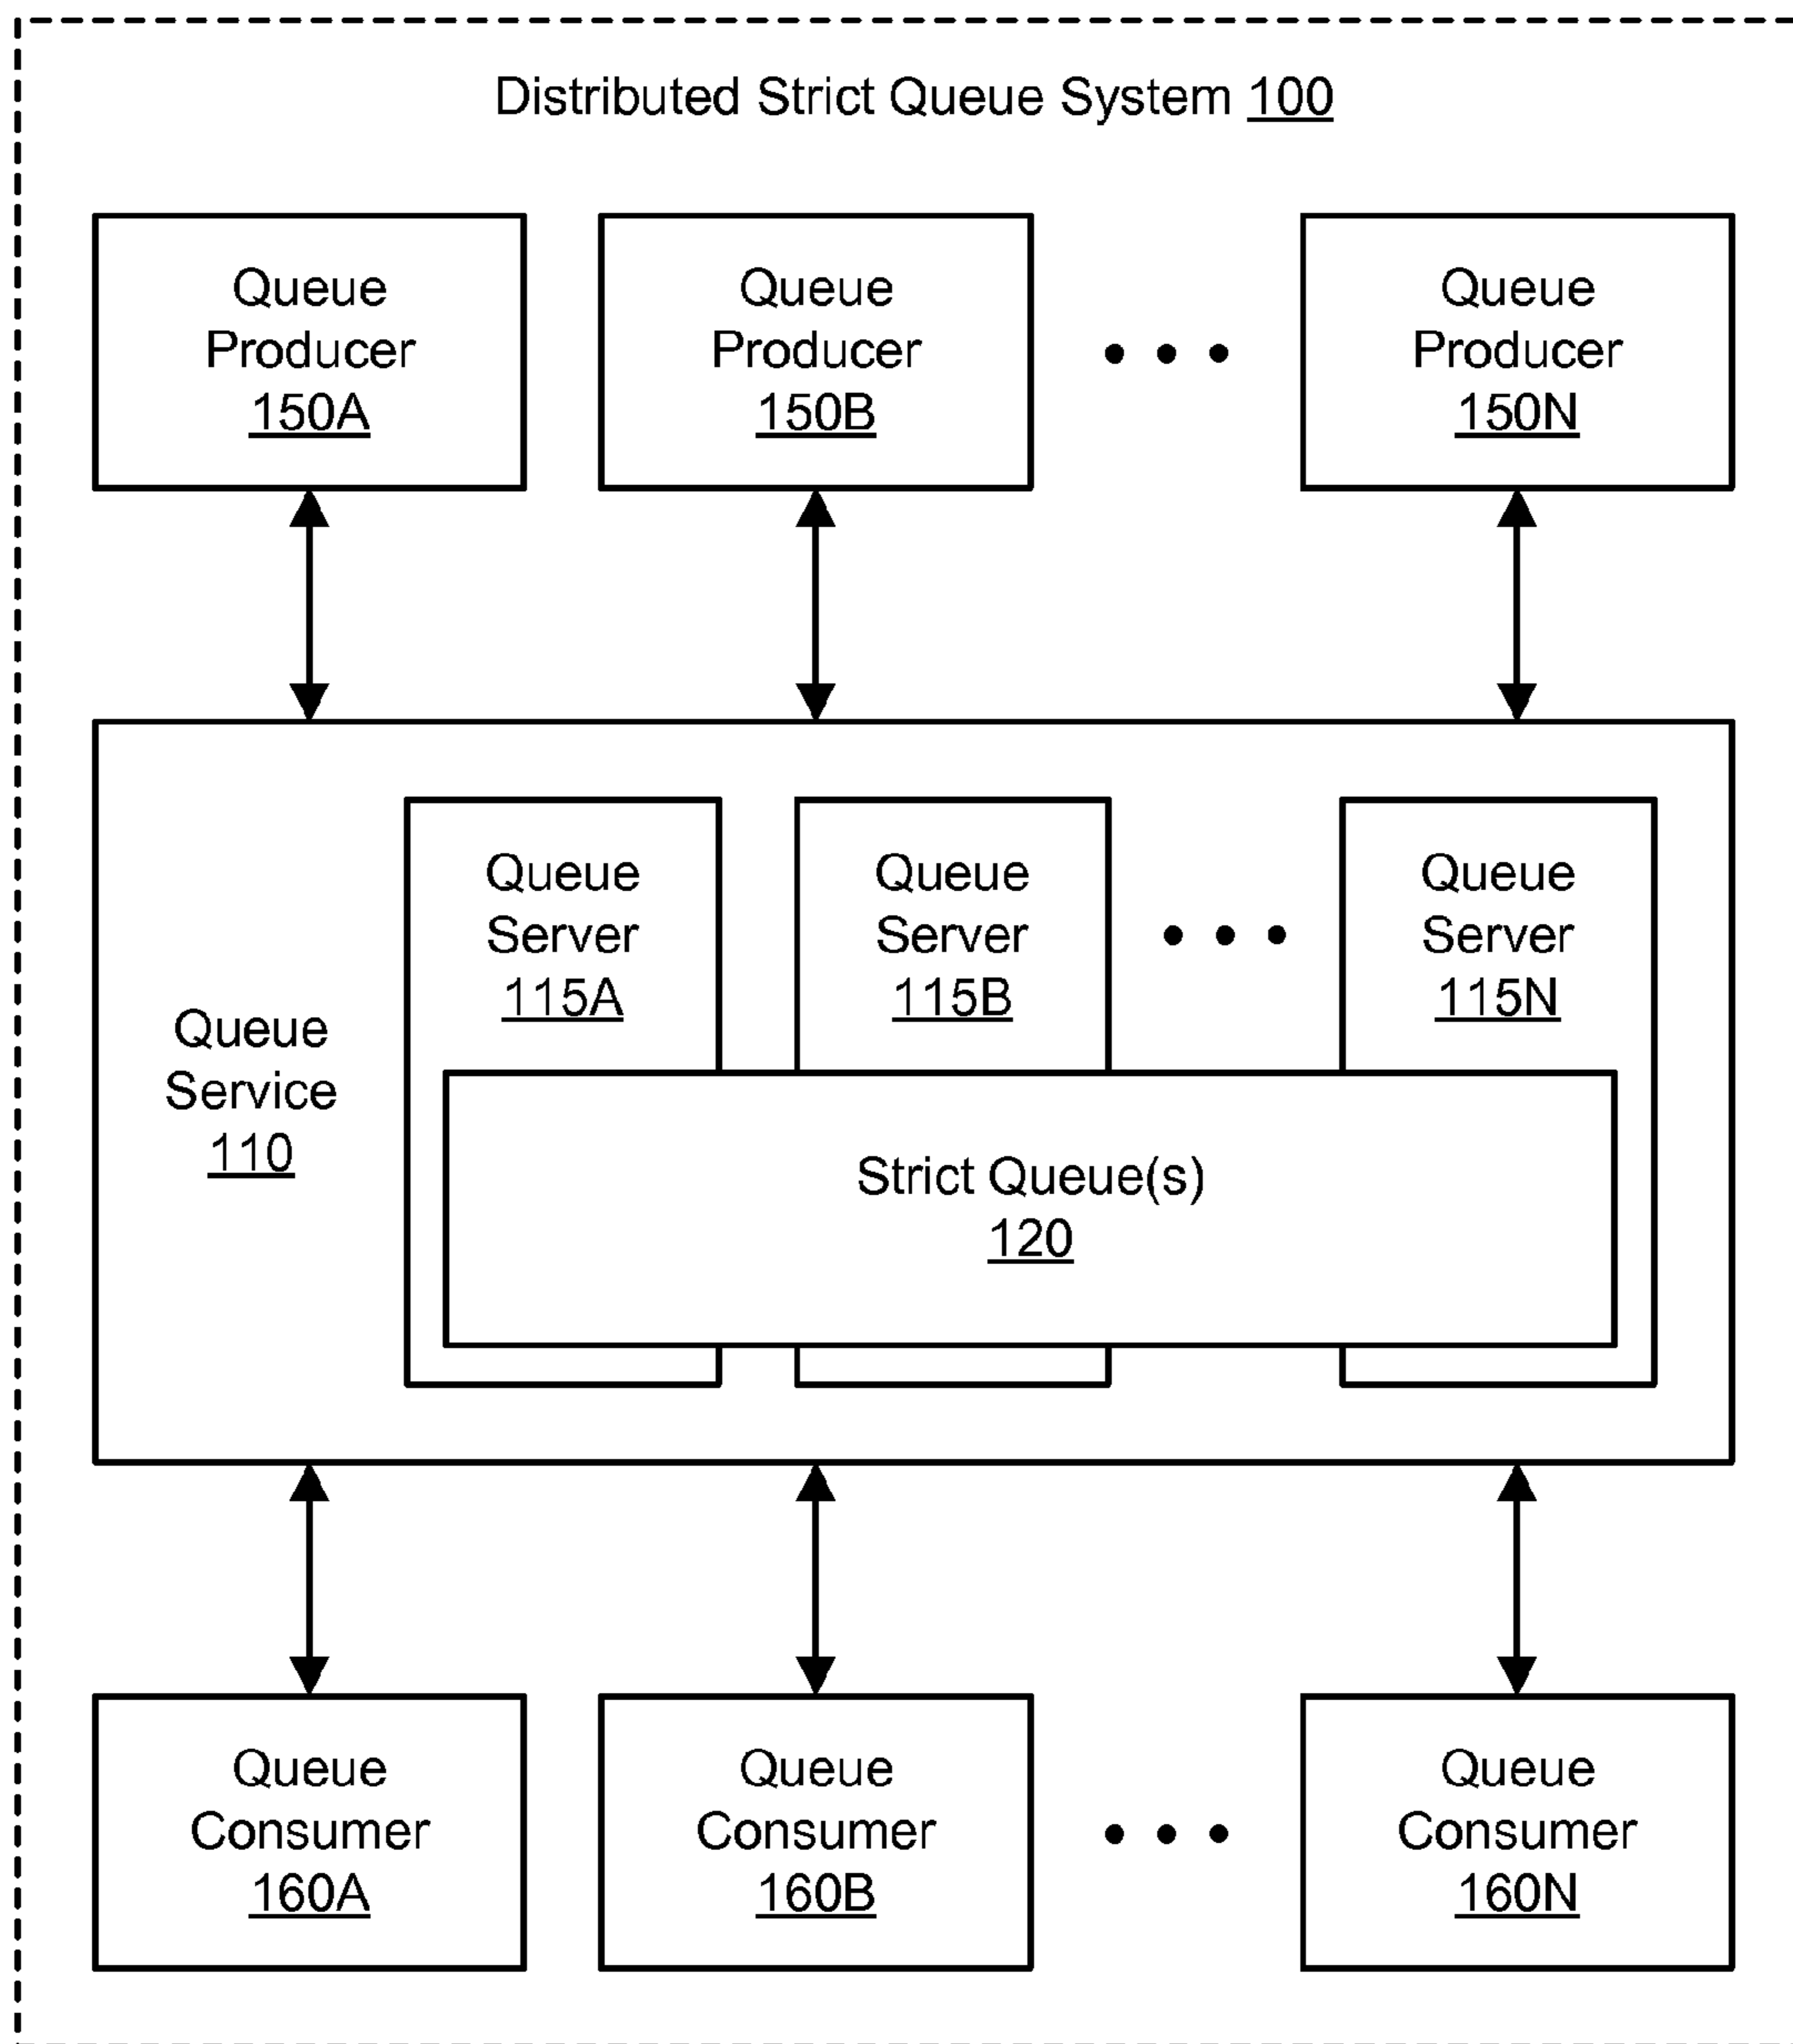 Distributed Strict Queue System 100
Queue
Producer
150A
Queue
Producer
150B
• • •
Queue
Producer
150N
Queue
Service
110
Queue
Server
115A
Queue
Server
115B
• • •
Queue
Server
115N
Strict Queue(s)
120
Queue
Consumer
160A
Queue
Consumer
160B
• • •
Queue
Consumer
160N